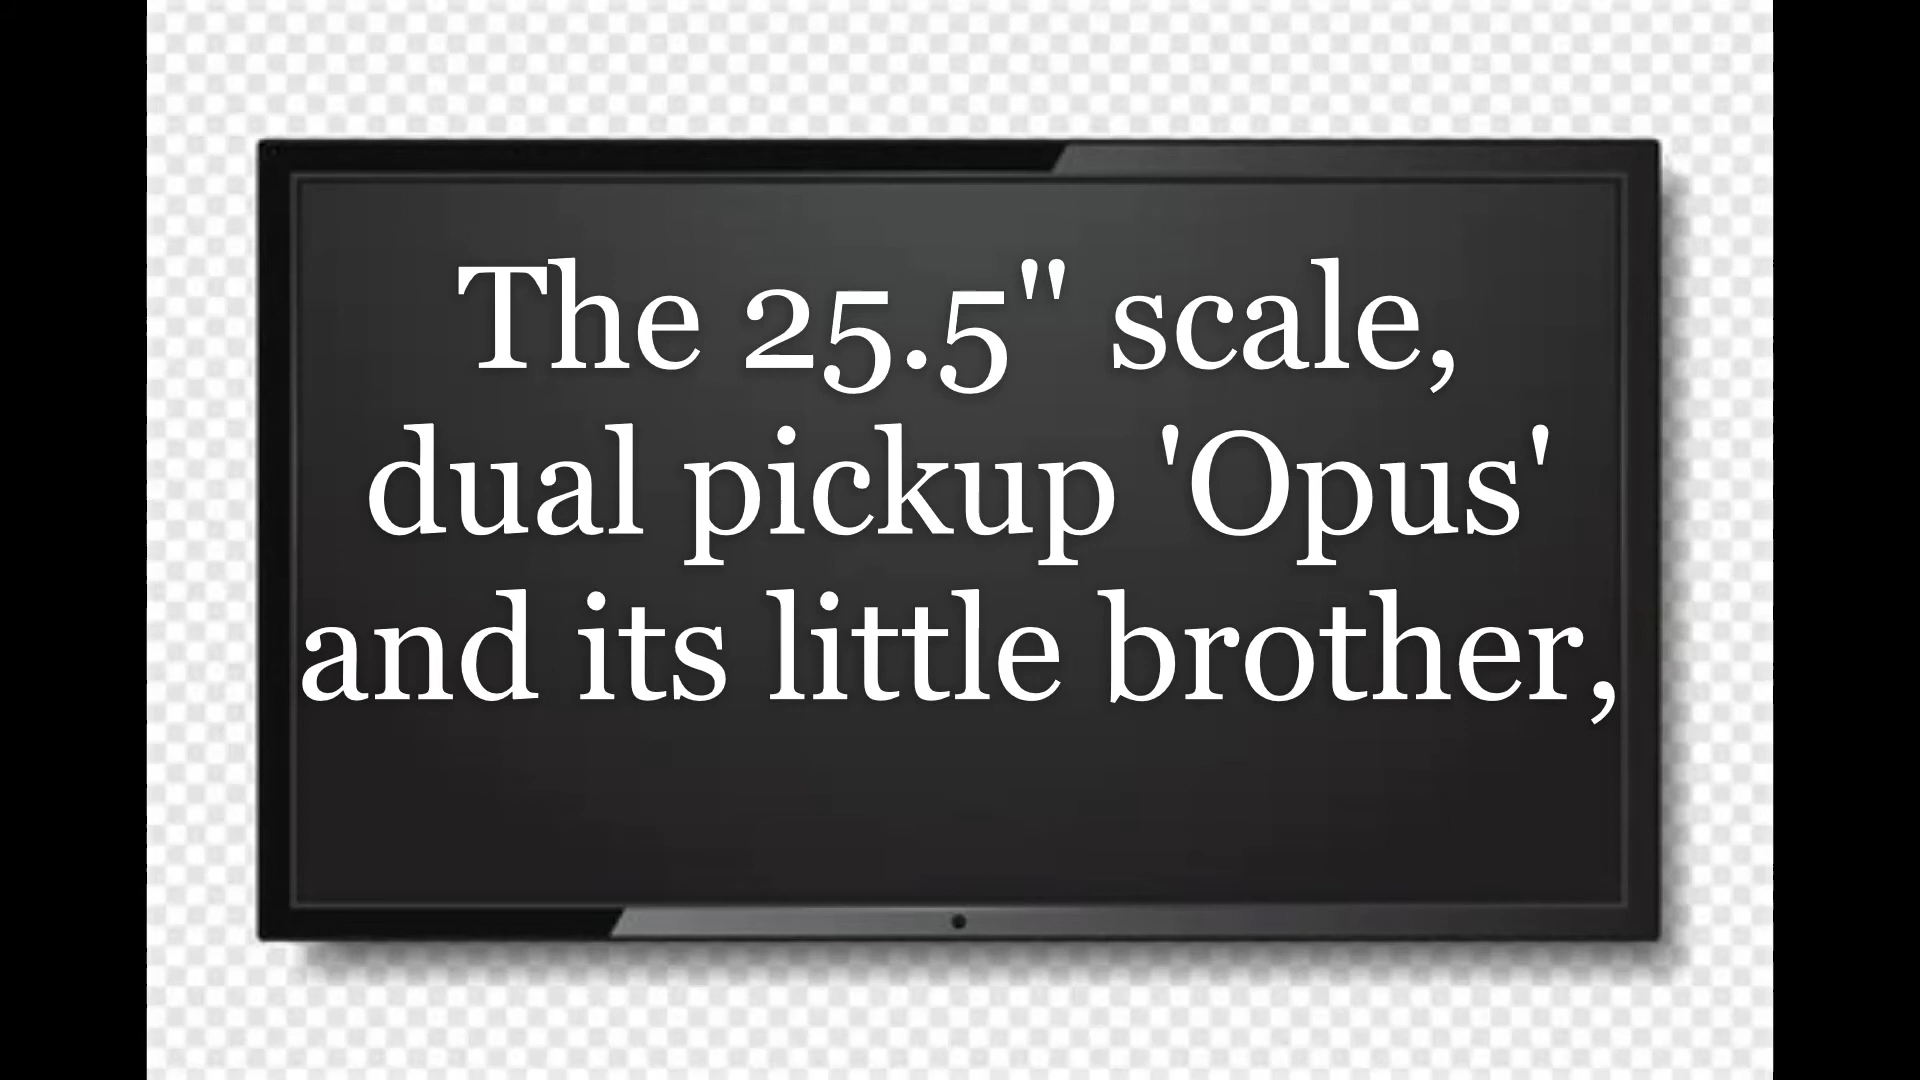 The 25.5" scale,
dual pickup 'Opus'
and its little brother,